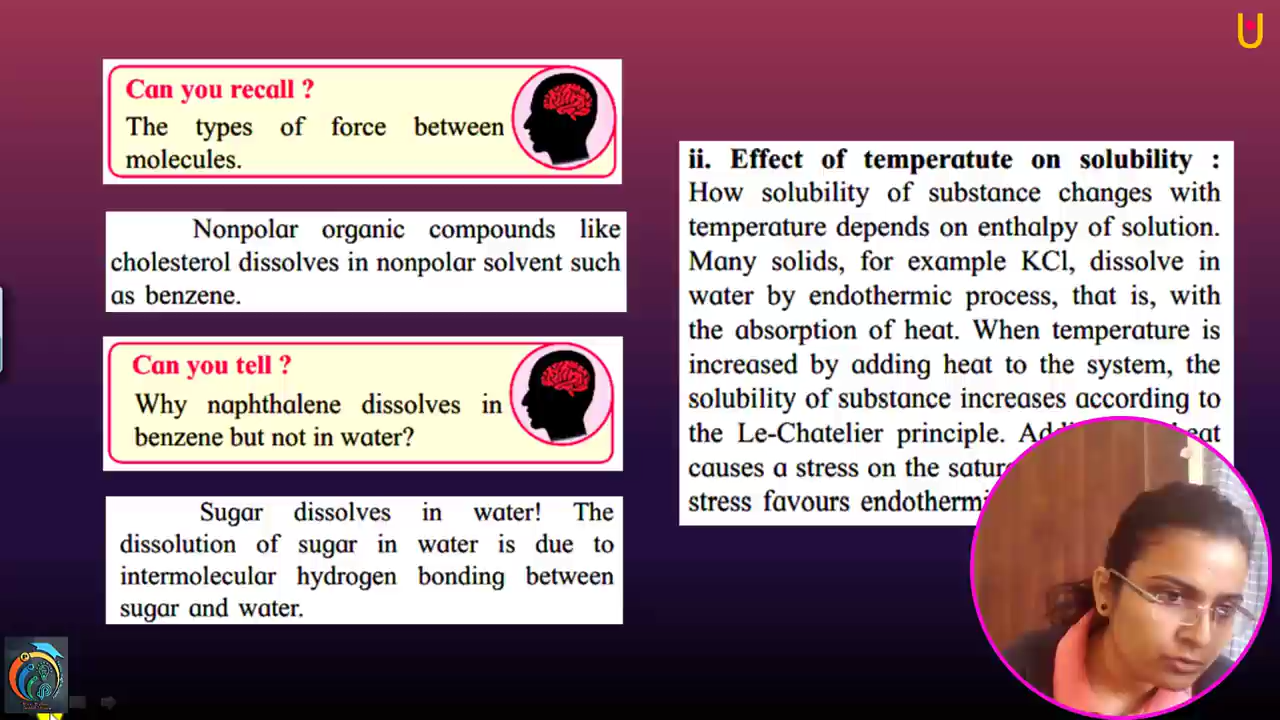 Can you recall ?
The types of force between
molecules.
Nonpolar organic compounds like
cholesterol dissolves in nonpolar solvent such
as benzene.
Can you tell ?
Why naphthalene dissolves in
benzene but not in water?
Sugar dissolves in water! The
dissolution of sugar in water is due to
intermolecular hydrogen bonding between
sugar and water.
U
ii. Effect of temperatute on solubility :
How solubility of substance changes with
temperature depends on enthalpy of solution.
Many solids, for example KCl, dissolve in
water by endothermic process, that is, with
the absorption of heat. When temperature is
increased by adding heat to the system, the
solubility of substance increases according to
the Le-Chatelier principle.
causes a stress on the
stress favours